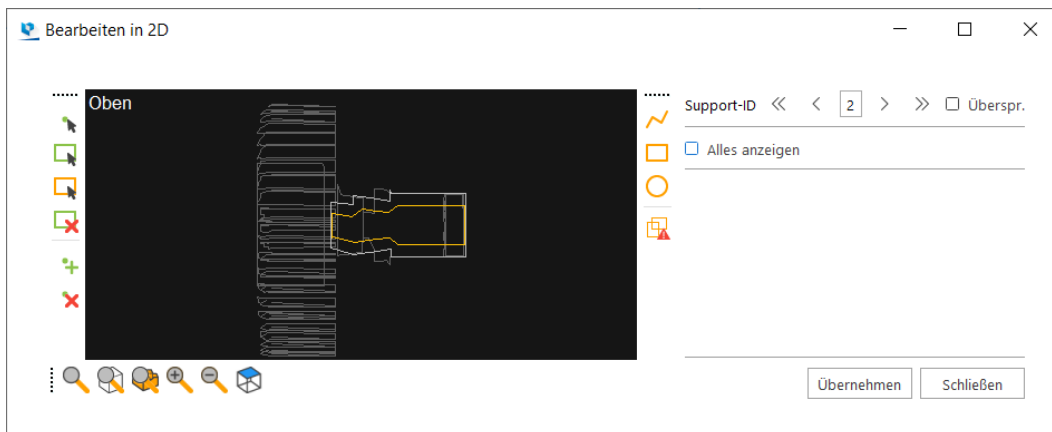 Bearbeiten in 2D
Oben
Support-ID 2 Überspr.
Alles anzeigen
Übernehmen Schließen